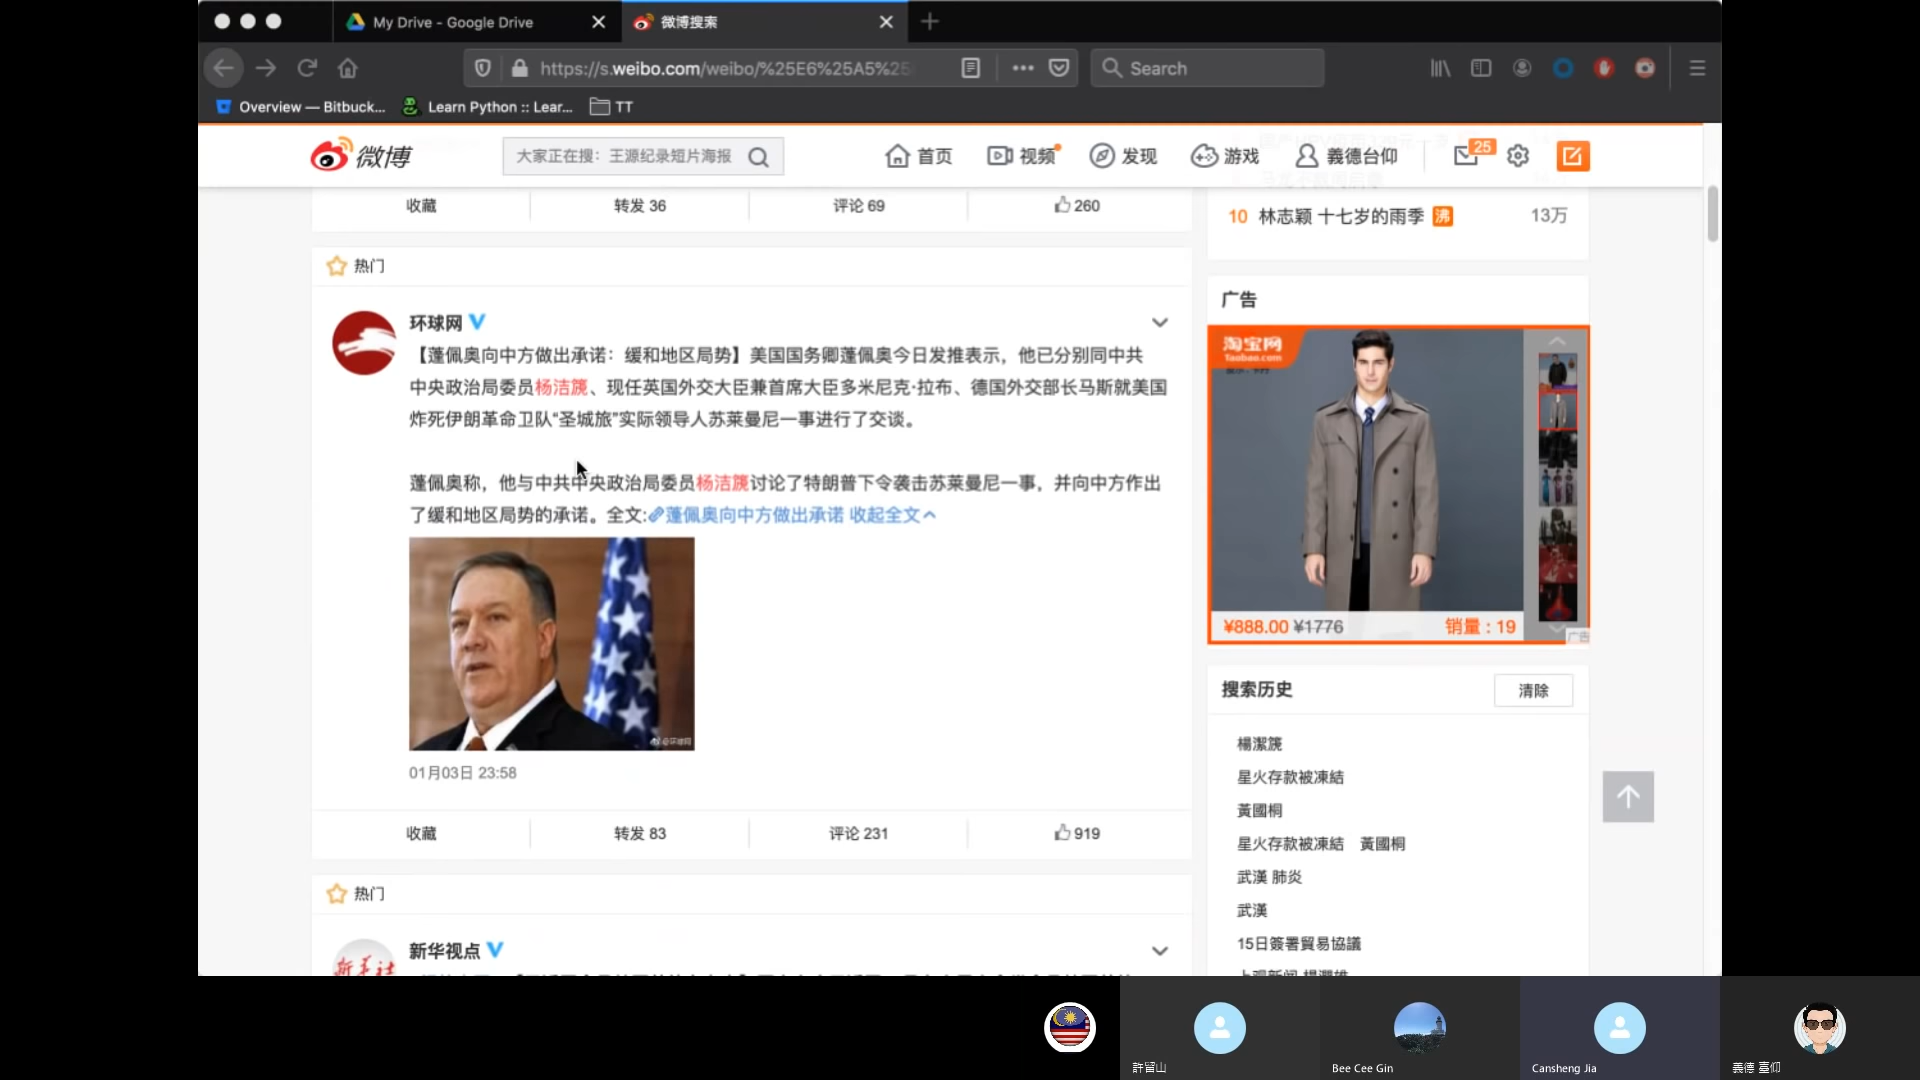 My Drive - Google Drive
微博搜索
https://s.weibo.com/weibo/%25E6%25A5%25
Search
Overview — Bitbuck...
Learn Python :: Lear...
TT
微博
大家正在搜：王源纪录短片海报
首页
视频
发现
游戏
義德台仰
25
收藏
转发 36
评论 69
260
10 林志颖 十七岁的雨季 沸 13万
热门
环球网
【蓬佩奥向中方做出承诺：缓和地区局势】美国国务卿蓬佩奥今日发推表示，他已分别同中共
中央政治局委员杨洁篪、现任英国外交大臣兼首席大臣多米尼克·拉布、德国外交部长马斯就美国
炸死伊朗革命卫队“圣城旅”实际领导人苏莱曼尼一事进行了交谈。
蓬佩奥称，他与中共中央政治局委员杨洁篪讨论了特朗普下令袭击苏莱曼尼一事，并向中方作出
了缓和地区局势的承诺。全文:蓬佩奥向中方做出承诺 收起全文
@环球网
01月03日 23:58
收藏
转发 83
评论 231
919
热门
新华视点
新华社
广告
淘宝网
Taobao.com
¥888.00 ¥1776
销量 : 19
广告
搜索历史
清除
楊潔篪
星火存款被凍結
黃國桐
星火存款被凍結 黃國桐
武漢 肺炎
武漢
15日簽署貿易協議
許留山
Bee Cee Gin
Cansheng Jia
義德 臺仰